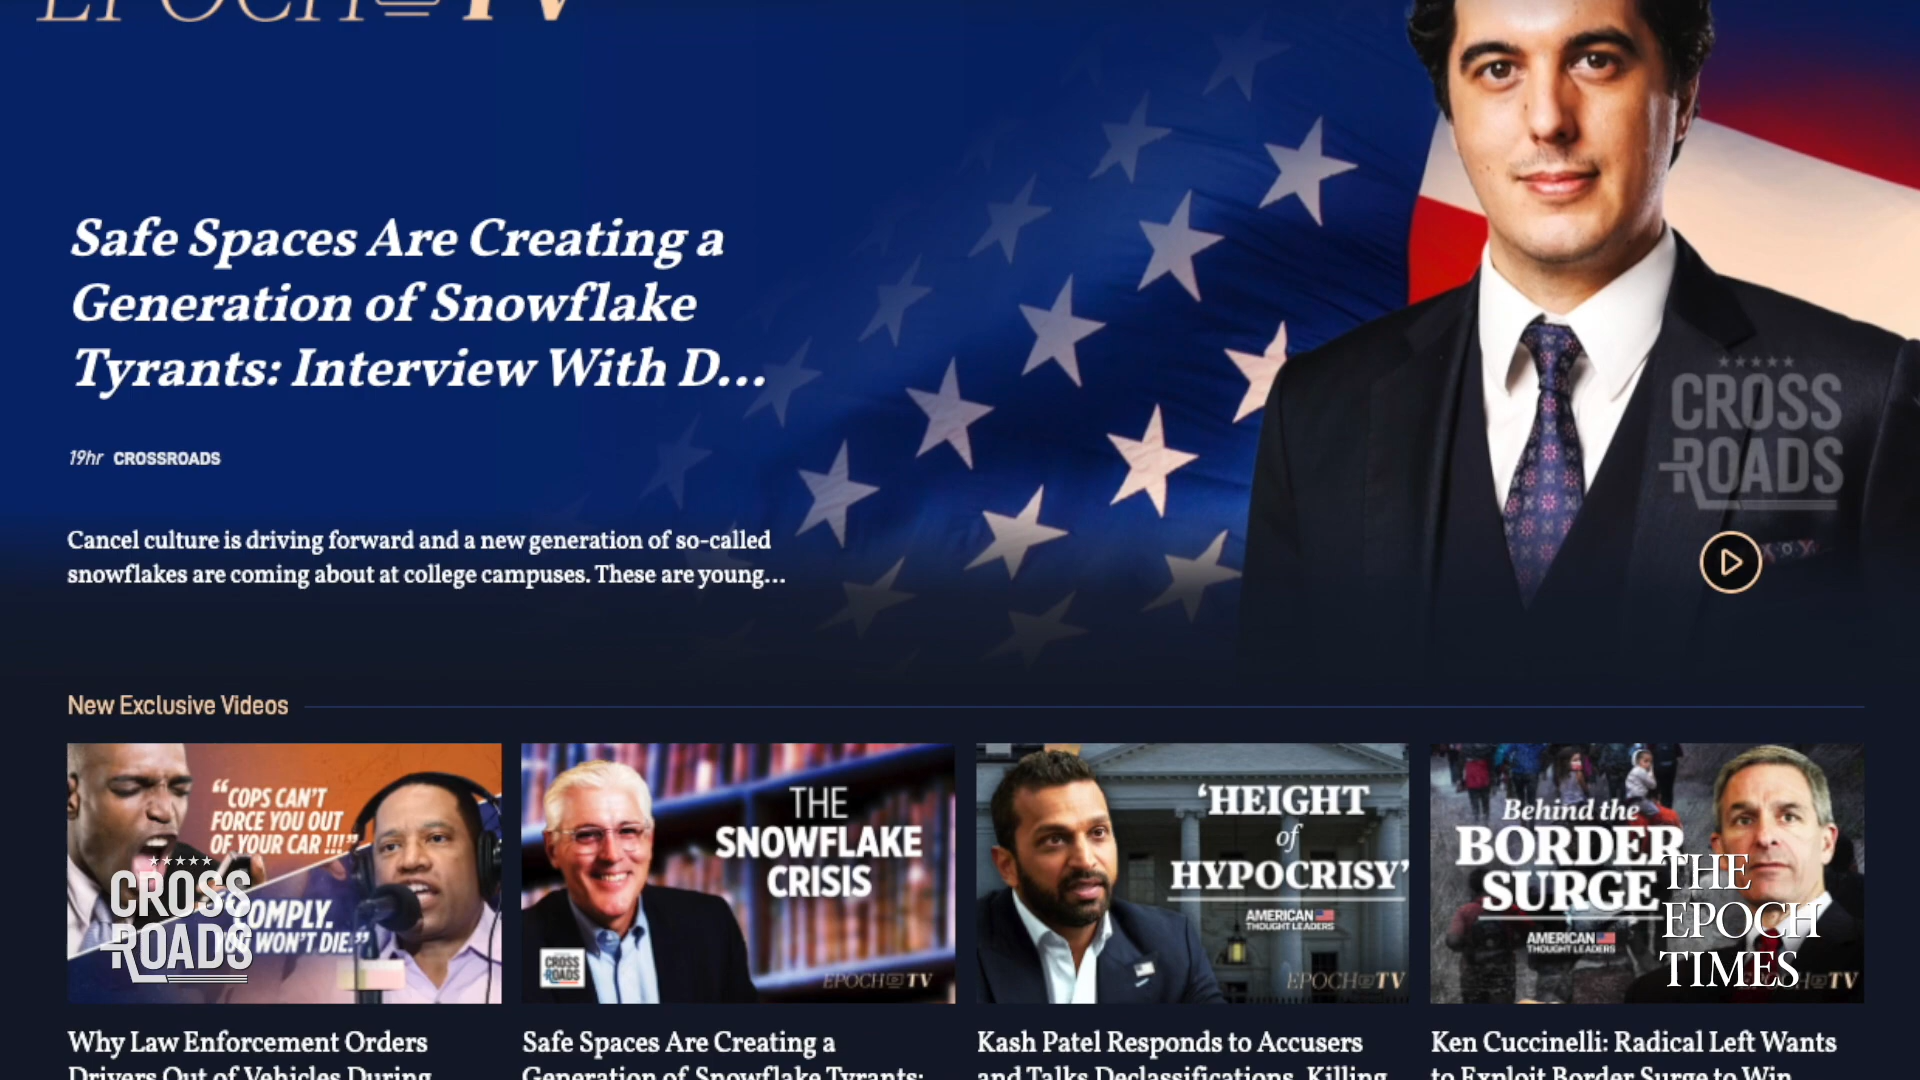 EPOCH TV
Safe Spaces Are Creating a
Generation of Snowflake
Tyrants: Interview With D...
19hr CROSSROADS
Cancel culture is driving forward and a new generation of so-called
snowflakes are coming about at college campuses. These are young...
CROSS
ROADS
New Exclusive Videos
“COPS CAN'T
FORCE YOU OUT
OF YOUR CAR !!!”
COMPLY.
YOU WON'T DIE.”
CROSS
ROADS
THE
SNOWFLAKE
CRISIS
CROSS
ROADS
EPOCH TV
‘HEIGHT
of
HYPOCRISY’
AMERICAN
THOUGHT LEADERS
EPOCH TV
Behind the
BORDER
SURGE
AMERICAN
THOUGHT LEADERS
THE
EPOCH
TIMES
TV
Why Law Enforcement Orders
Drivers Out of Vehicles During
Safe Spaces Are Creating a
Generation of Snowflake Tyrants:
Kash Patel Responds to Accusers
and Talks Declassifications, Killing
Ken Cuccinelli: Radical Left Wants
to Exploit Border Surge to Win